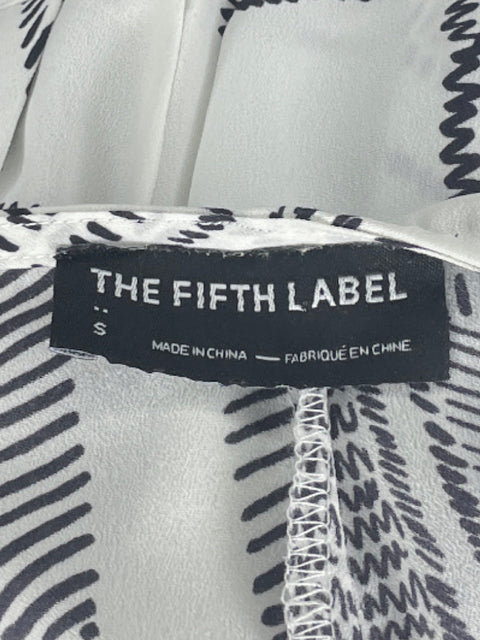 THE FIFTH LABEL
S
MADE IN CHINA — FABRIQUÉ EN CHINE